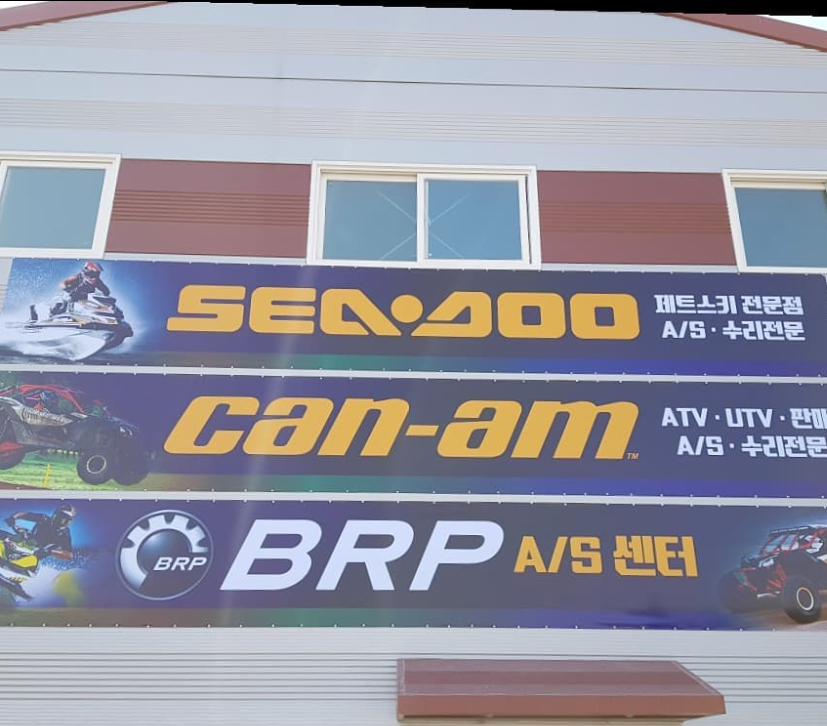 SEA·DOO
제트스키 전문점
A/S · 수리전문
can-am™
ATV · UTV · 판매
A/S · 수리전문
BRP
BRP A/S 센터